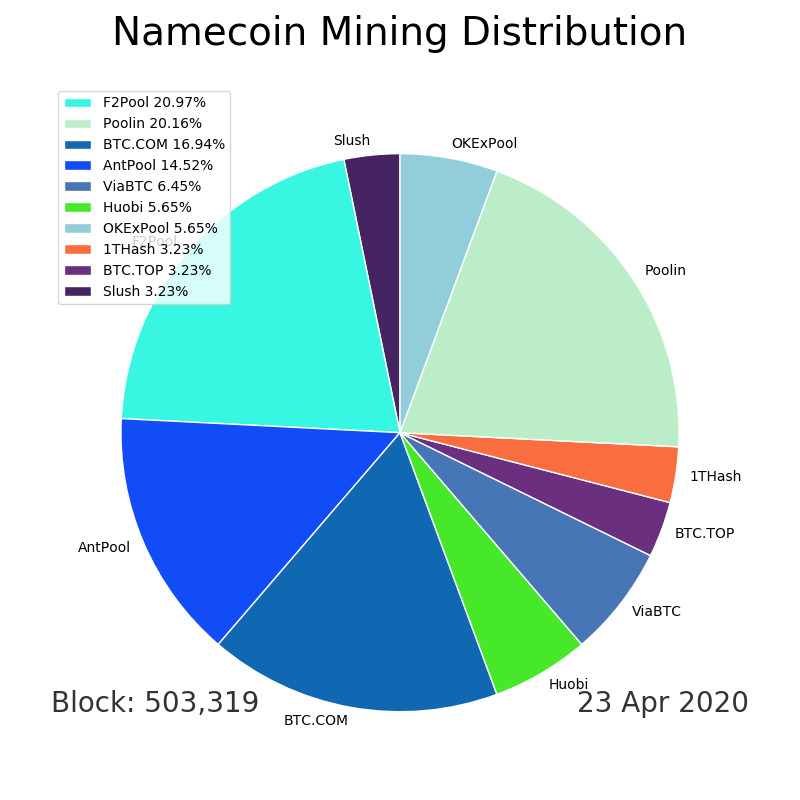 Namecoin Mining Distribution
F2Pool 20.97%
Poolin 20.16%
BTC.COM 16.94%
AntPool 14.52%
ViaBTC 6.45%
Huobi 5.65%
OKExPool 5.65%
1THash 3.23%
BTC.TOP 3.23%
Slush 3.23%
Slush
OKExPool
F2Pool
Poolin
1THash
BTC.TOP
AntPool
ViaBTC
Huobi
BTC.COM
Block: 503,319
23 Apr 2020